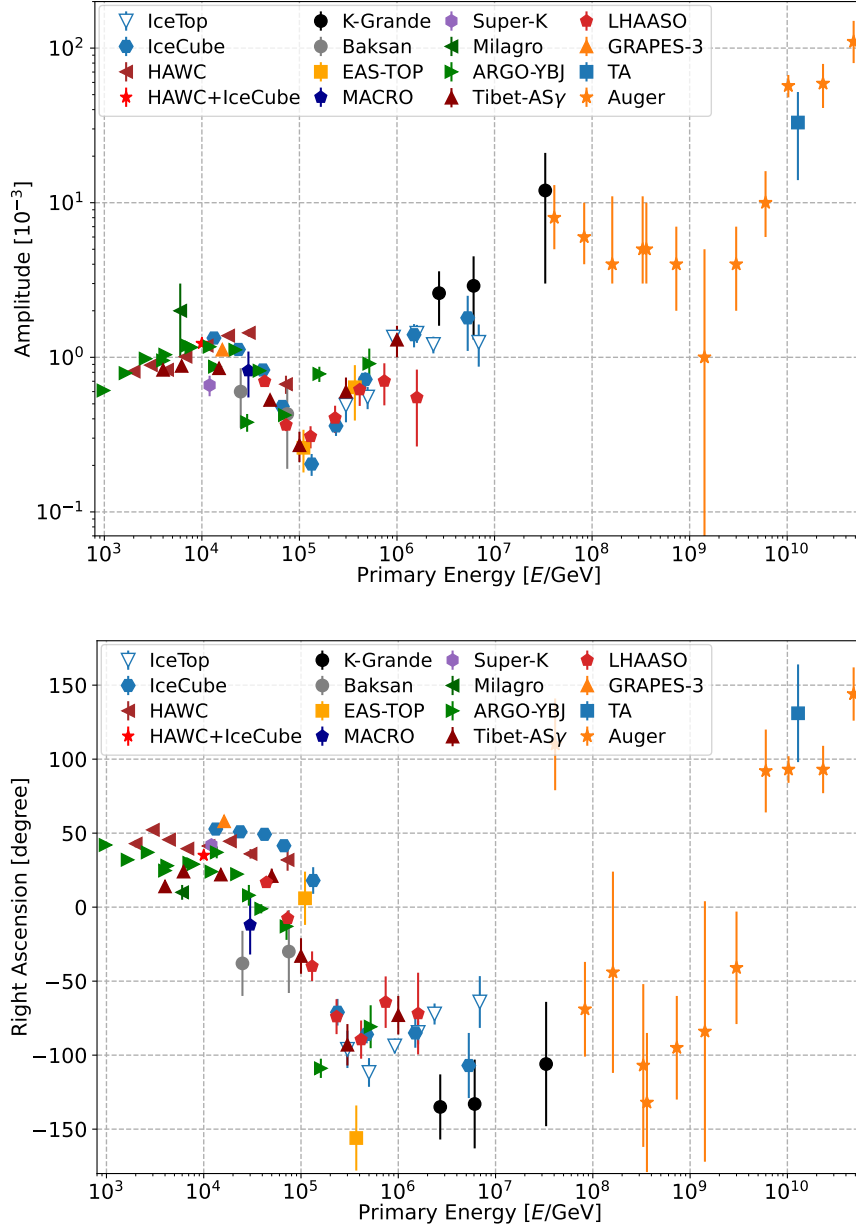 IceTop K-Grande Super-K LHAASO
IceCube Baksan Milagro GRAPES-3
HAWC EAS-TOP ARGO-YBJ TA
HAWC+IceCube MACRO Tibet-ASγ Auger
10²
10¹
10⁰
10⁻¹
Amplitude [10⁻³]
10³ 10⁴ 10⁵ 10⁶ 10⁷ 10⁸ 10⁹ 10¹⁰
Primary Energy [E/GeV]
IceTop K-Grande Super-K LHAASO
IceCube Baksan Milagro GRAPES-3
HAWC EAS-TOP ARGO-YBJ TA
HAWC+IceCube MACRO Tibet-ASγ Auger
150
100
50
0
−50
−100
−150
Right Ascension [degree]
10³ 10⁴ 10⁵ 10⁶ 10⁷ 10⁸ 10⁹ 10¹⁰
Primary Energy [E/GeV]